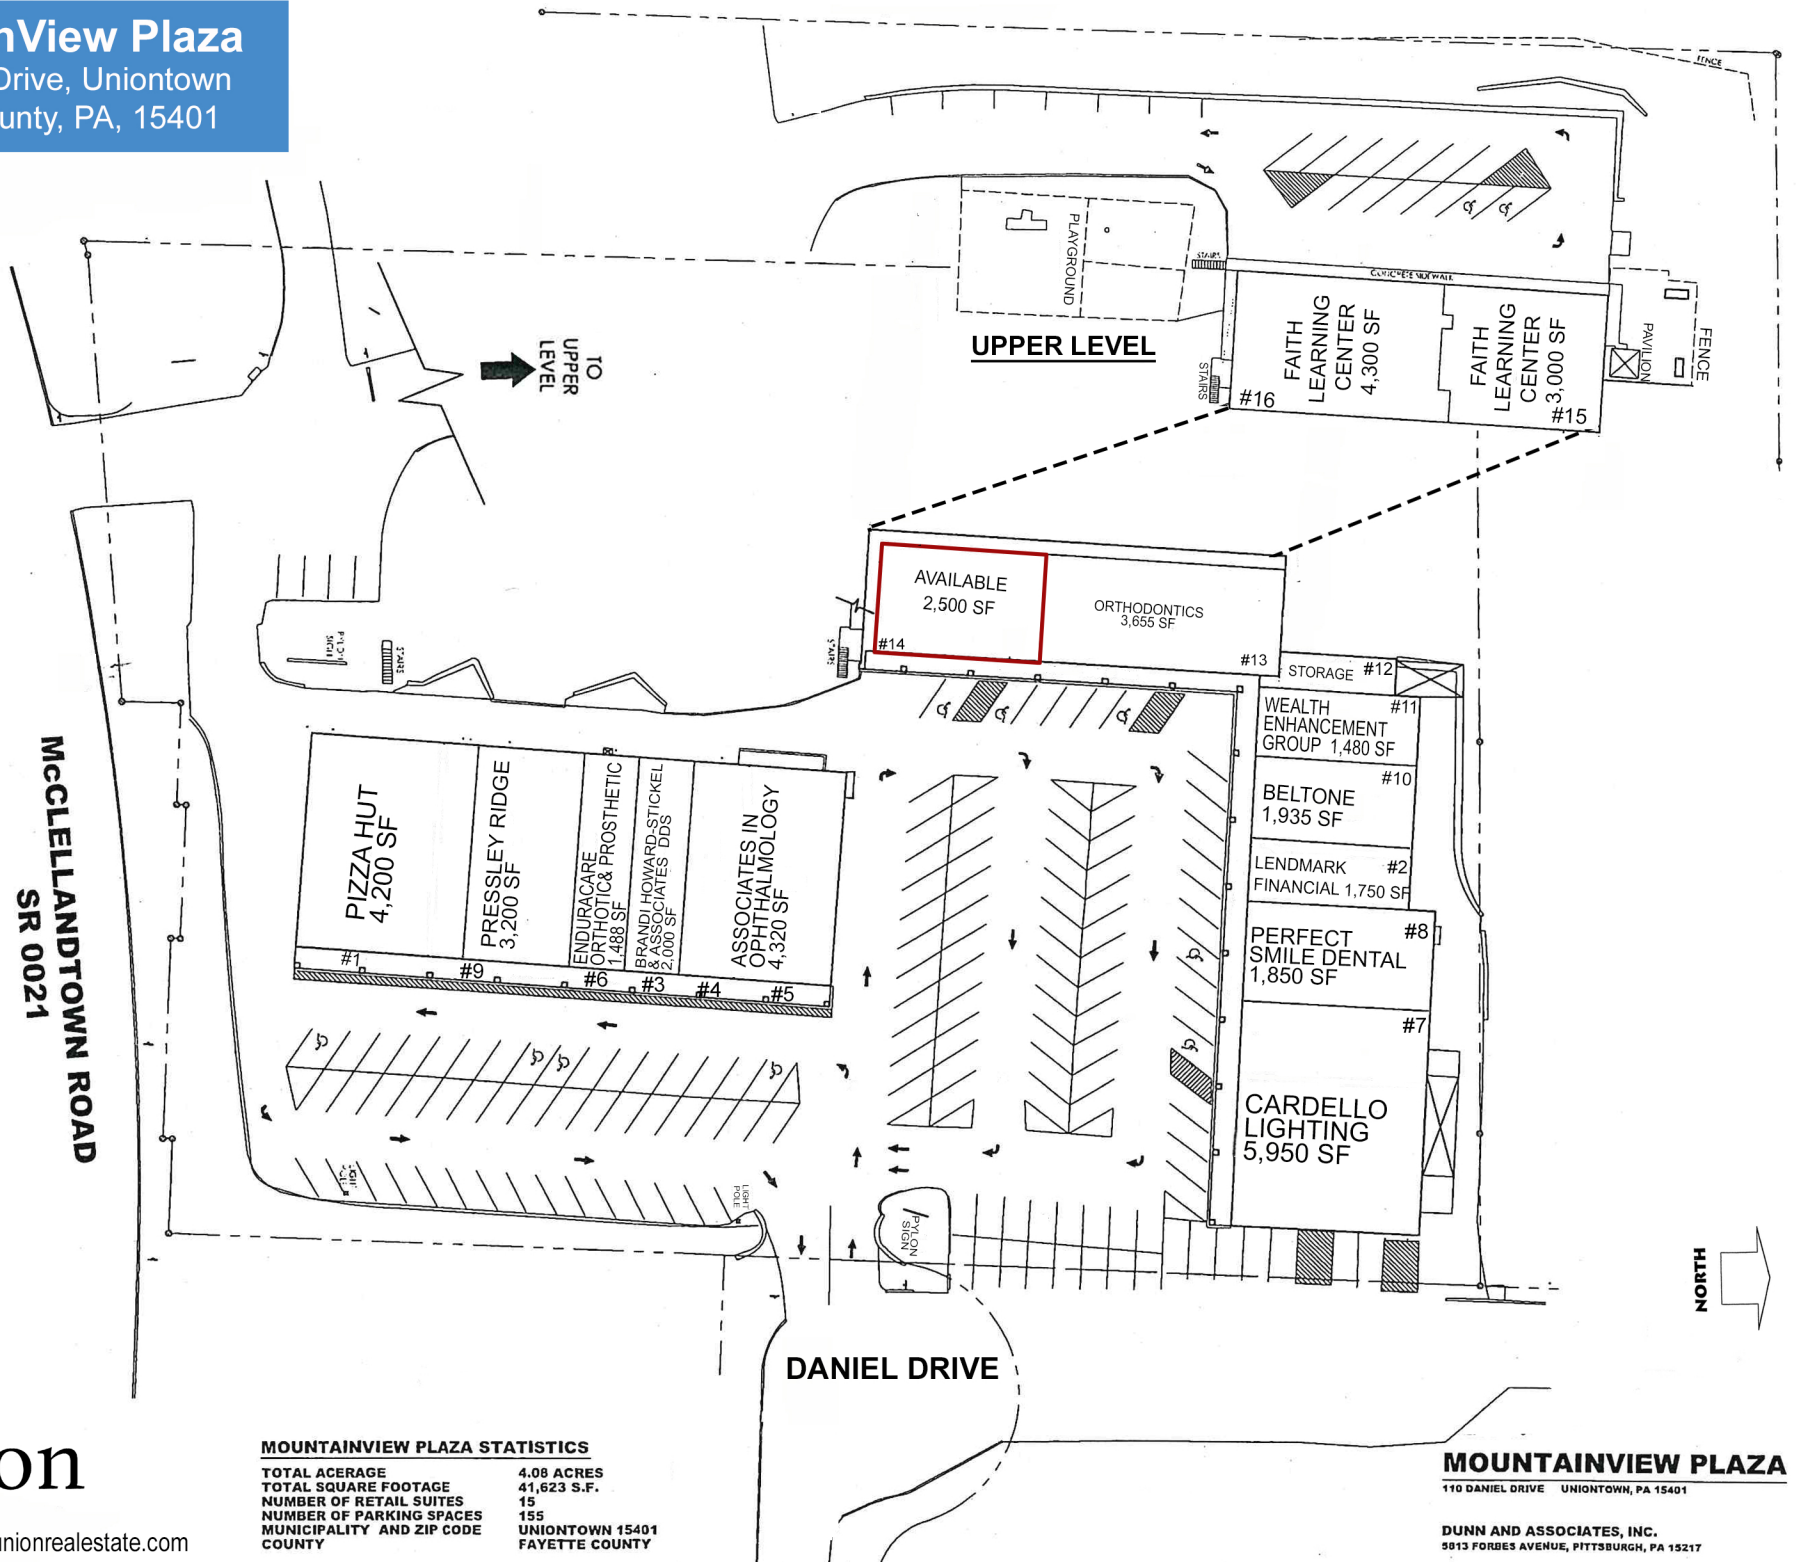 nView Plaza
Drive, Uniontown
unty, PA, 15401
FENCE
PLAYGROUND
STAIRS
CONCRETE SIDEWALK
UPPER LEVEL
STAIRS
FAITH
LEARNING
CENTER
4,300 SF
#16
FAITH
LEARNING
CENTER
3,000 SF
#15
PAVILION
FENCE
TO
UPPER
LEVEL
AVAILABLE
2,500 SF
#14
ORTHODONTICS
3,655 SF
#13
STAIRS
PYLON
SIGN
STAIRS
STORAGE #12
WEALTH #11
ENHANCEMENT
GROUP 1,480 SF
#10
BELTONE
1,935 SF
LENDMARK #2
FINANCIAL 1,750 SF
#8
PERFECT
SMILE DENTAL
1,850 SF
#7
CARDELLO
LIGHTING
5,950 SF
PIZZA HUT
4,200 SF
#1
PRESSLEY RIDGE
3,200 SF
#9
ENDURACARE
ORTHOTIC& PROSTHETIC
1,488 SF
#6
BRANDI HOWARD-STICKEL
& ASSOCIATES DDS
2,000 SF
#3
ASSOCIATES IN
OPHTHALMOLOGY
4,320 SF
#4
#5
McCLELLANDTOWN ROAD
SR 0021
LIGHT
POLE
PYLON
SIGN
NORTH
DANIEL DRIVE
on
unionrealestate.com
MOUNTAINVIEW PLAZA STATISTICS
TOTAL ACERAGE 4.08 ACRES
TOTAL SQUARE FOOTAGE 41,623 S.F.
NUMBER OF RETAIL SUITES 15
NUMBER OF PARKING SPACES 155
MUNICIPALITY AND ZIP CODE UNIONTOWN 15401
COUNTY FAYETTE COUNTY
MOUNTAINVIEW PLAZA
110 DANIEL DRIVE UNIONTOWN, PA 15401
DUNN AND ASSOCIATES, INC.
5813 FORBES AVENUE, PITTSBURGH, PA 15217